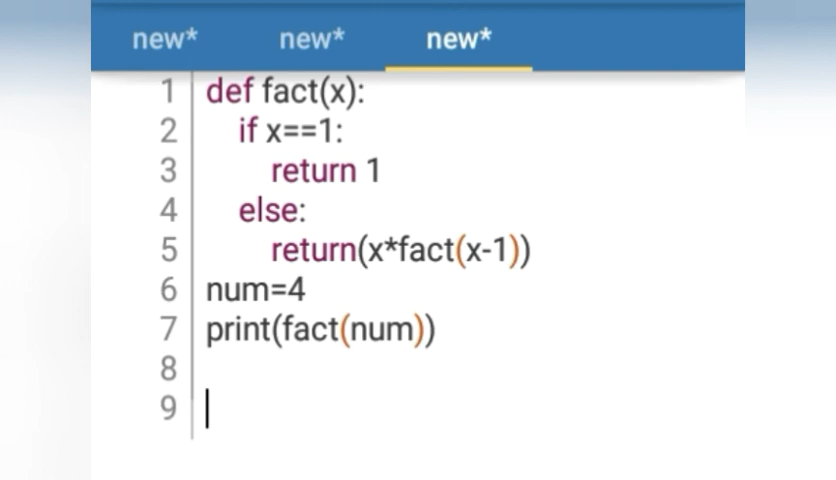 new* new* new*
1 def fact(x):
2 if x==1:
3 return 1
4 else:
5 return(x*fact(x-1))
6 num=4
7 print(fact(num))
8
9